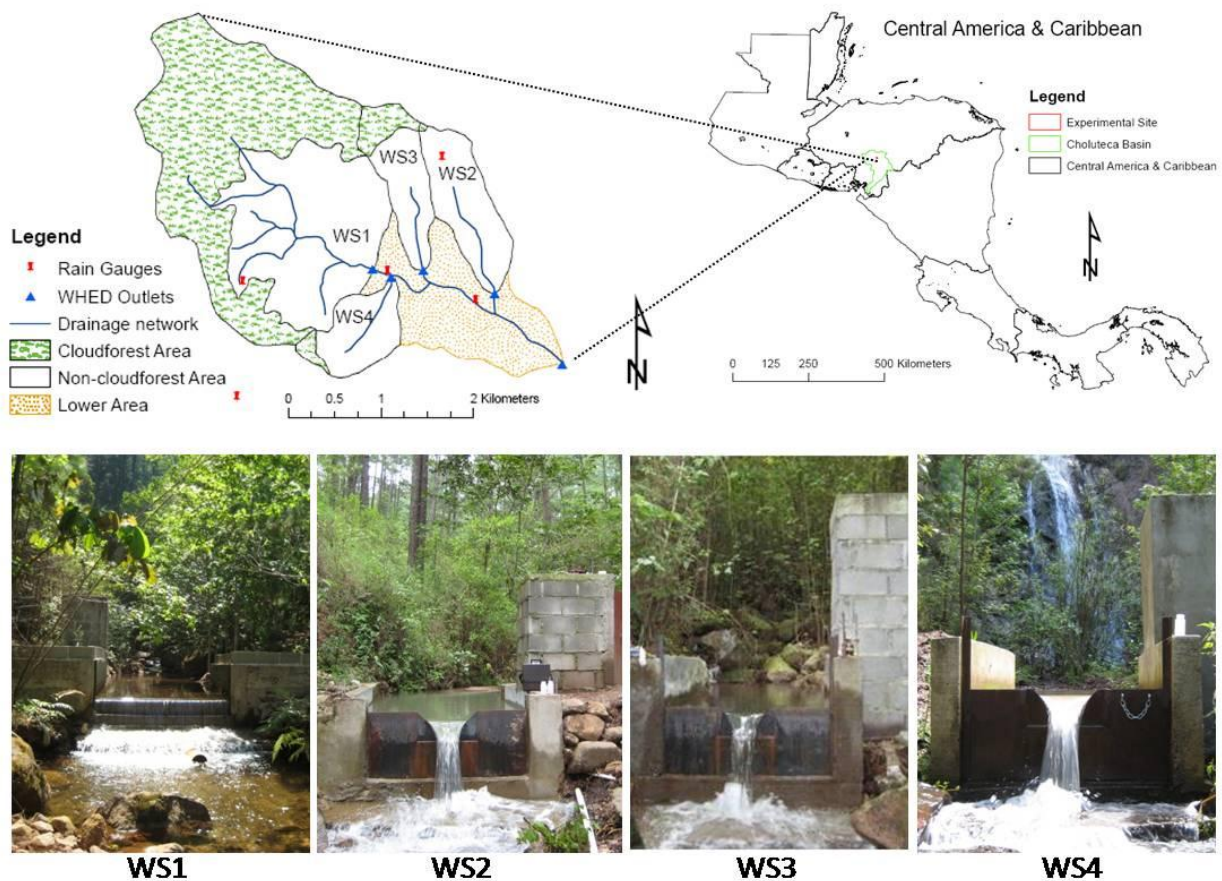 Central America & Caribbean
Legend
Experimental Site
Choluteca Basin
Central America & Caribbean
N
0 125 250 500 Kilometers
WS3
WS2
WS1
WS4
Legend
Rain Gauges
WHED Outlets
Drainage network
Cloudforest Area
Non-cloudforest Area
Lower Area
N
0 0.5 1 2 Kilometers
WS1 WS2 WS3 WS4